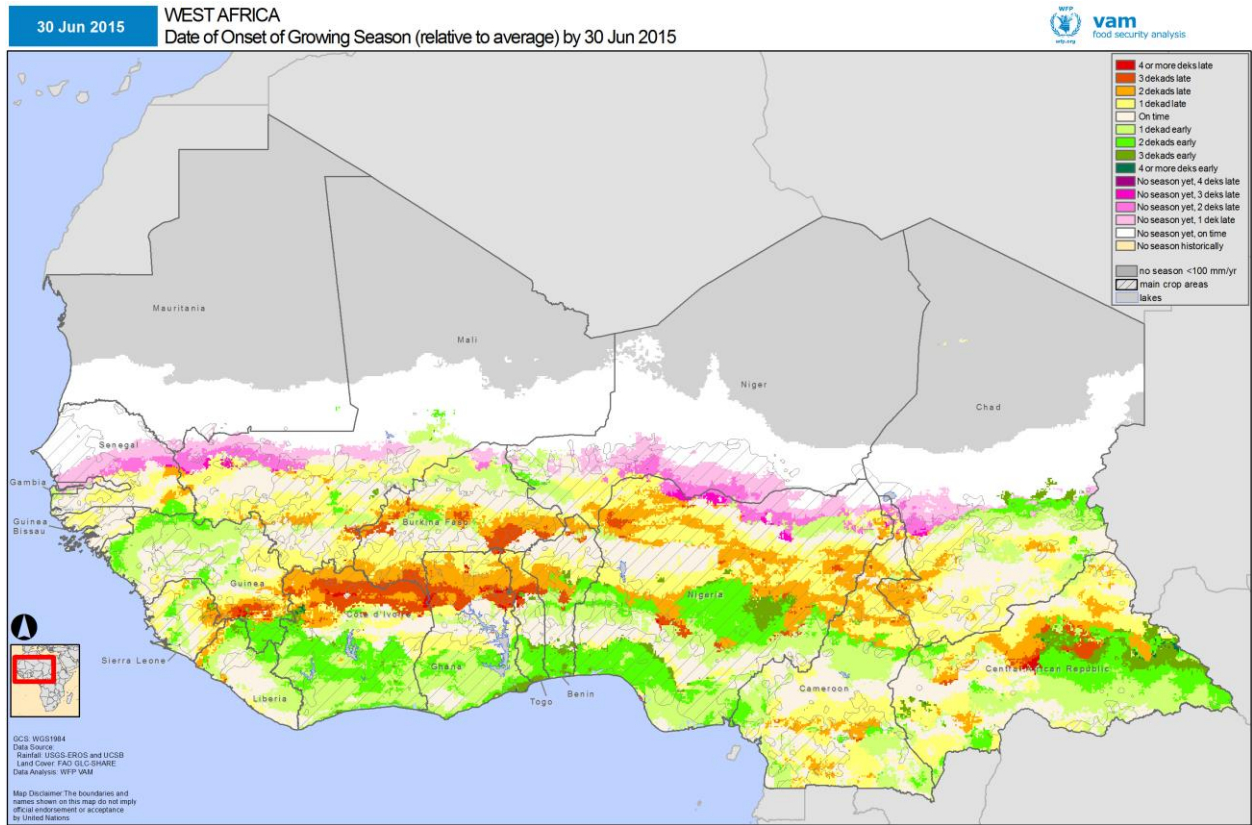 30 Jun 2015
WEST AFRICA
Date of Onset of Growing Season (relative to average) by 30 Jun 2015
WFP
wfp.org
vam
food security analysis
4 or more deks late
3 dekads late
2 dekads late
1 dekad late
On time
1 dekad early
2 dekads early
3 dekads early
4 or more deks early
No season yet, 4 deks late
No season yet, 3 deks late
No season yet, 2 deks late
No season yet, 1 dek late
No season yet, on time
No season historically
no season <100 mm/yr
main crop areas
lakes
Mauritania
Mali
Niger
Chad
Senegal
Gambia
Guinea
Bissau
Burkina Faso
Guinea
Nigeria
Côte d'Ivoire
Sierra Leone
Ghana
Central African Republic
Liberia
Togo
Benin
Cameroon
GCS: WGS1984
Data Source:
Rainfall: USGS-EROS and UCSB
Land Cover: FAO GLC-SHARE
Data Analysis: WFP VAM
Map Disclaimer:The boundaries and
names shown on this map do not imply
official endorsement or acceptance
by United Nations